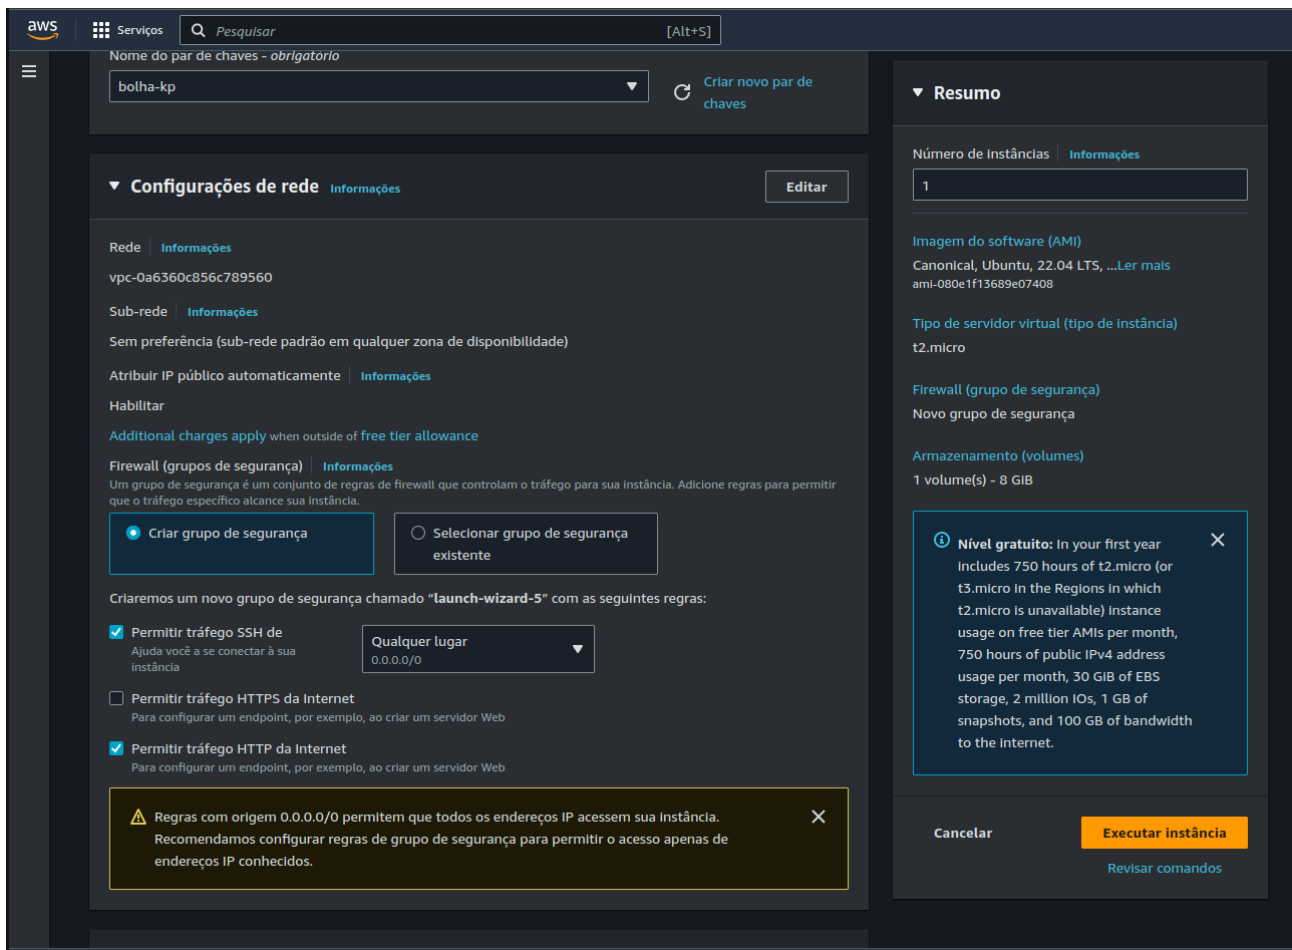 aws
Serviços
Pesquisar
[Alt+S]
Nome do par de chaves - obrigatório
bolha-kp
Criar novo par de
chaves
Configurações de rede Informações
Editar
Rede Informações
vpc-0a6360c856c789560
Sub-rede Informações
Sem preferência (sub-rede padrão em qualquer zona de disponibilidade)
Atribuir IP público automaticamente Informações
Habilitar
Additional charges apply when outside of free tier allowance
Firewall (grupos de segurança) Informações
Um grupo de segurança é um conjunto de regras de firewall que controlam o tráfego para sua instância. Adicione regras para permitir
que o tráfego específico alcance sua instância.
Criar grupo de segurança
Selecionar grupo de segurança
existente
Criaremos um novo grupo de segurança chamado “launch-wizard-5” com as seguintes regras:
Permitir tráfego SSH de
Ajuda você a se conectar à sua
instância
Qualquer lugar
0.0.0.0/0
Permitir tráfego HTTPS da Internet
Para configurar um endpoint, por exemplo, ao criar um servidor Web
Permitir tráfego HTTP da Internet
Para configurar um endpoint, por exemplo, ao criar um servidor Web
Regras com origem 0.0.0.0/0 permitem que todos os endereços IP acessem sua instância.
Recomendamos configurar regras de grupo de segurança para permitir o acesso apenas de
endereços IP conhecidos.
Resumo
Número de instâncias Informações
1
Imagem do software (AMI)
Canonical, Ubuntu, 22.04 LTS, ...Ler mais
ami-080e1f13689e07408
Tipo de servidor virtual (tipo de instância)
t2.micro
Firewall (grupo de segurança)
Novo grupo de segurança
Armazenamento (volumes)
1 volume(s) - 8 GiB
Nível gratuito: In your first year
includes 750 hours of t2.micro (or
t3.micro in the Regions in which
t2.micro is unavailable) instance
usage on free tier AMIs per month,
750 hours of public IPv4 address
usage per month, 30 GiB of EBS
storage, 2 million IOs, 1 GB of
snapshots, and 100 GB of bandwidth
to the internet.
Cancelar
Executar instância
Revisar comandos